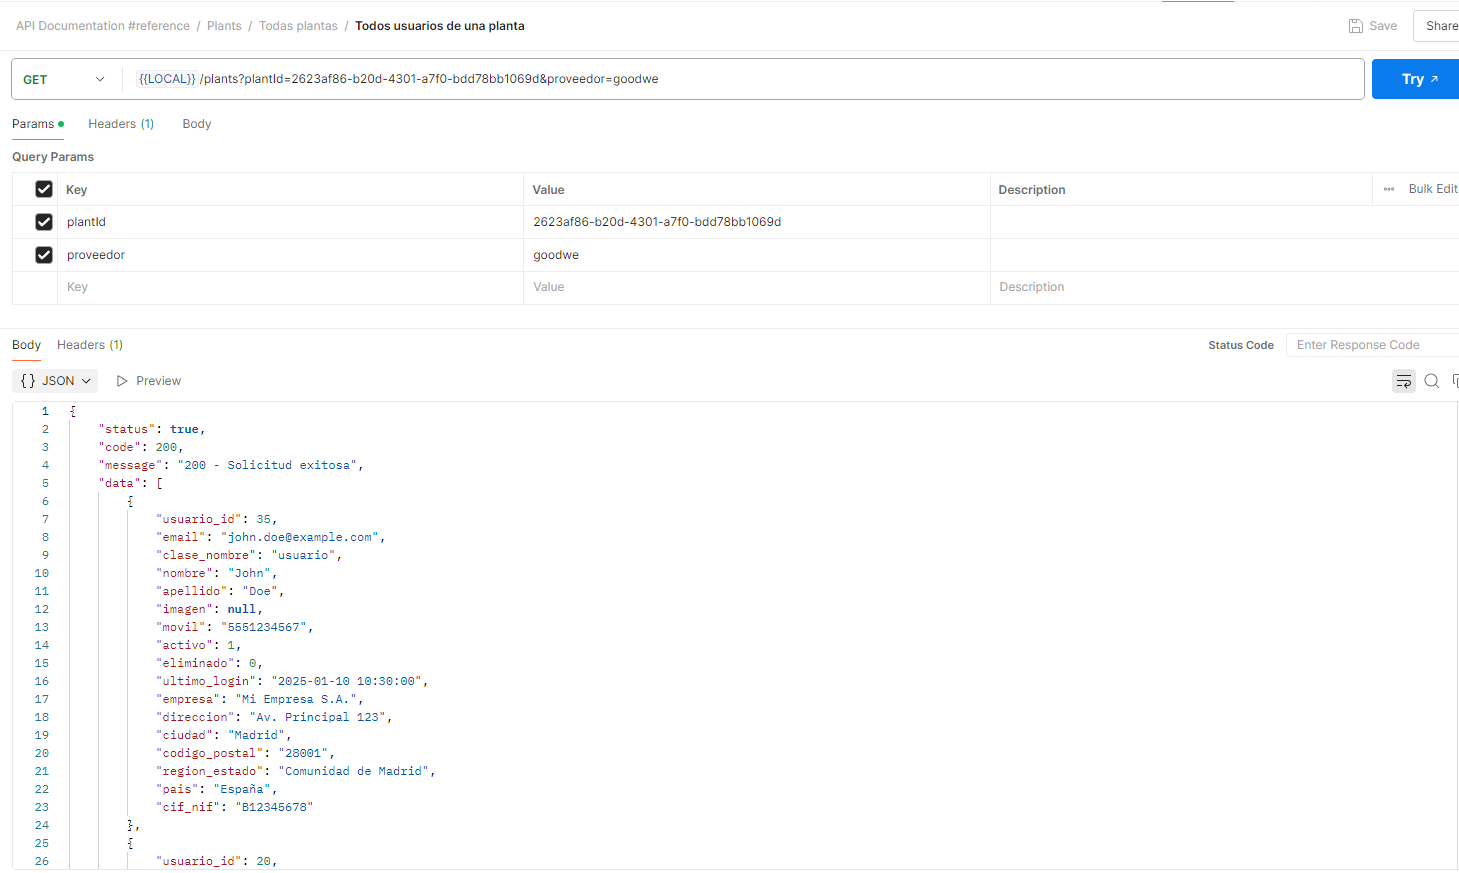 API Documentation #reference / Plants / Todas plantas / Todos usuarios de una planta
Save
Share
GET
{{LOCAL}} /plants?plantId=2623af86-b20d-4301-a7f0-bdd78bb1069d&proveedor=goodwe
Try ↗
Params
Headers (1)
Body
Query Params
Key Value Description
Bulk Edit
plantId 2623af86-b20d-4301-a7f0-bdd78bb1069d
proveedor goodwe
Key Value Description
Body
Headers (1)
Status Code
Enter Response Code
{} JSON
Preview
1 {
2 "status": true,
3 "code": 200,
4 "message": "200 - Solicitud exitosa",
5 "data": [
6 {
7 "usuario_id": 35,
8 "email": "john.doe@example.com",
9 "clase_nombre": "usuario",
10 "nombre": "John",
11 "apellido": "Doe",
12 "imagen": null,
13 "movil": "5551234567",
14 "activo": 1,
15 "eliminado": 0,
16 "ultimo_login": "2025-01-10 10:30:00",
17 "empresa": "Mi Empresa S.A.",
18 "direccion": "Av. Principal 123",
19 "ciudad": "Madrid",
20 "codigo_postal": "28001",
21 "region_estado": "Comunidad de Madrid",
22 "pais": "España",
23 "cif_nif": "B12345678"
24 },
25 {
26 "usuario_id": 20,